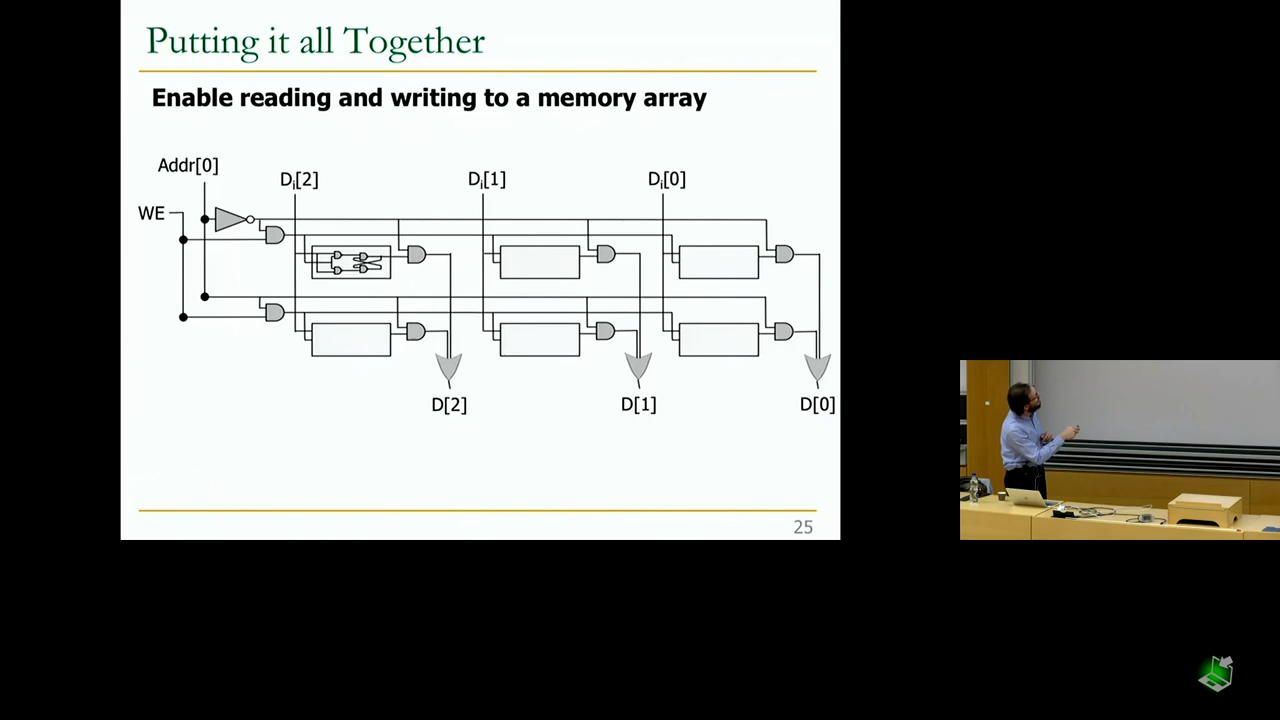 Putting it all Together
Enable reading and writing to a memory array
Addr[0]
Di[2]
Di[1]
Di[0]
WE
D[2]
D[1]
D[0]
25